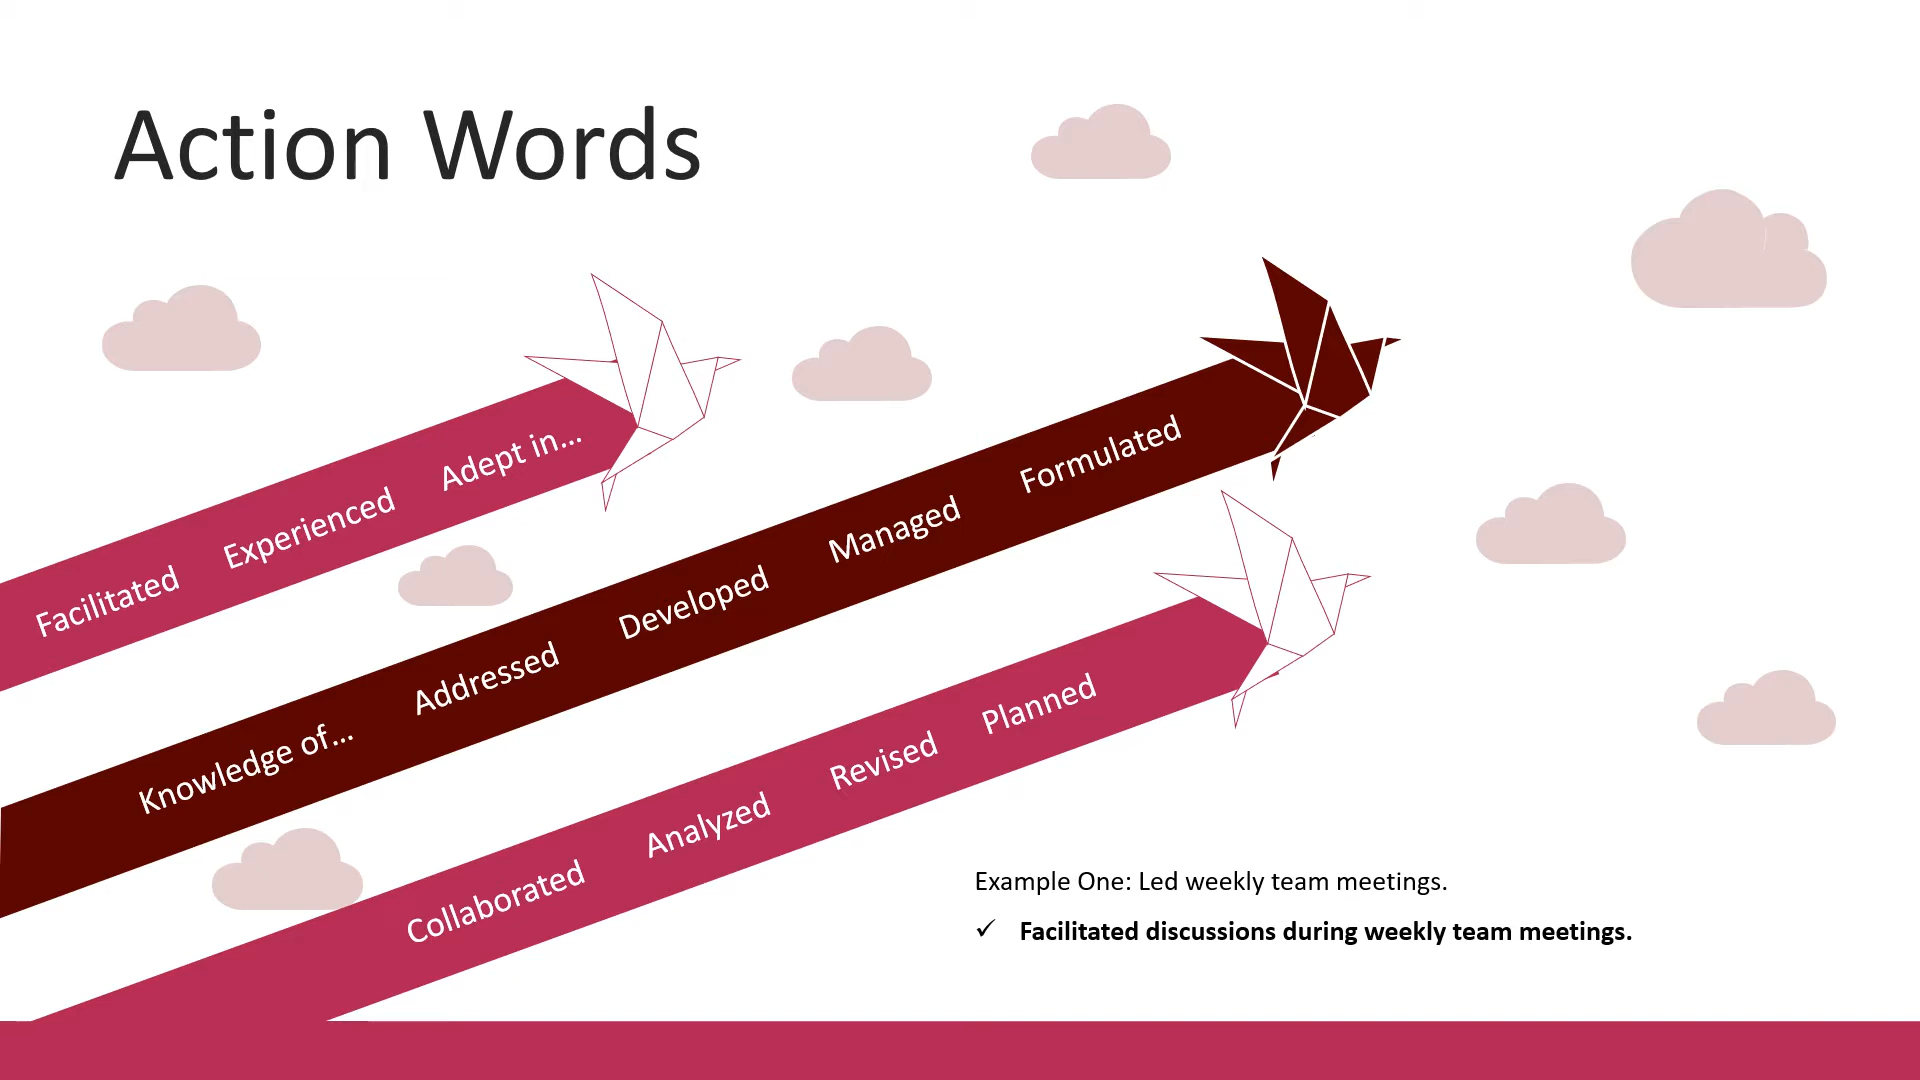 Action Words
Facilitated Experienced Adept in...
Knowledge of... Addressed Developed Managed Formulated
Collaborated Analyzed Revised Planned
Example One: Led weekly team meetings.
✓ Facilitated discussions during weekly team meetings.